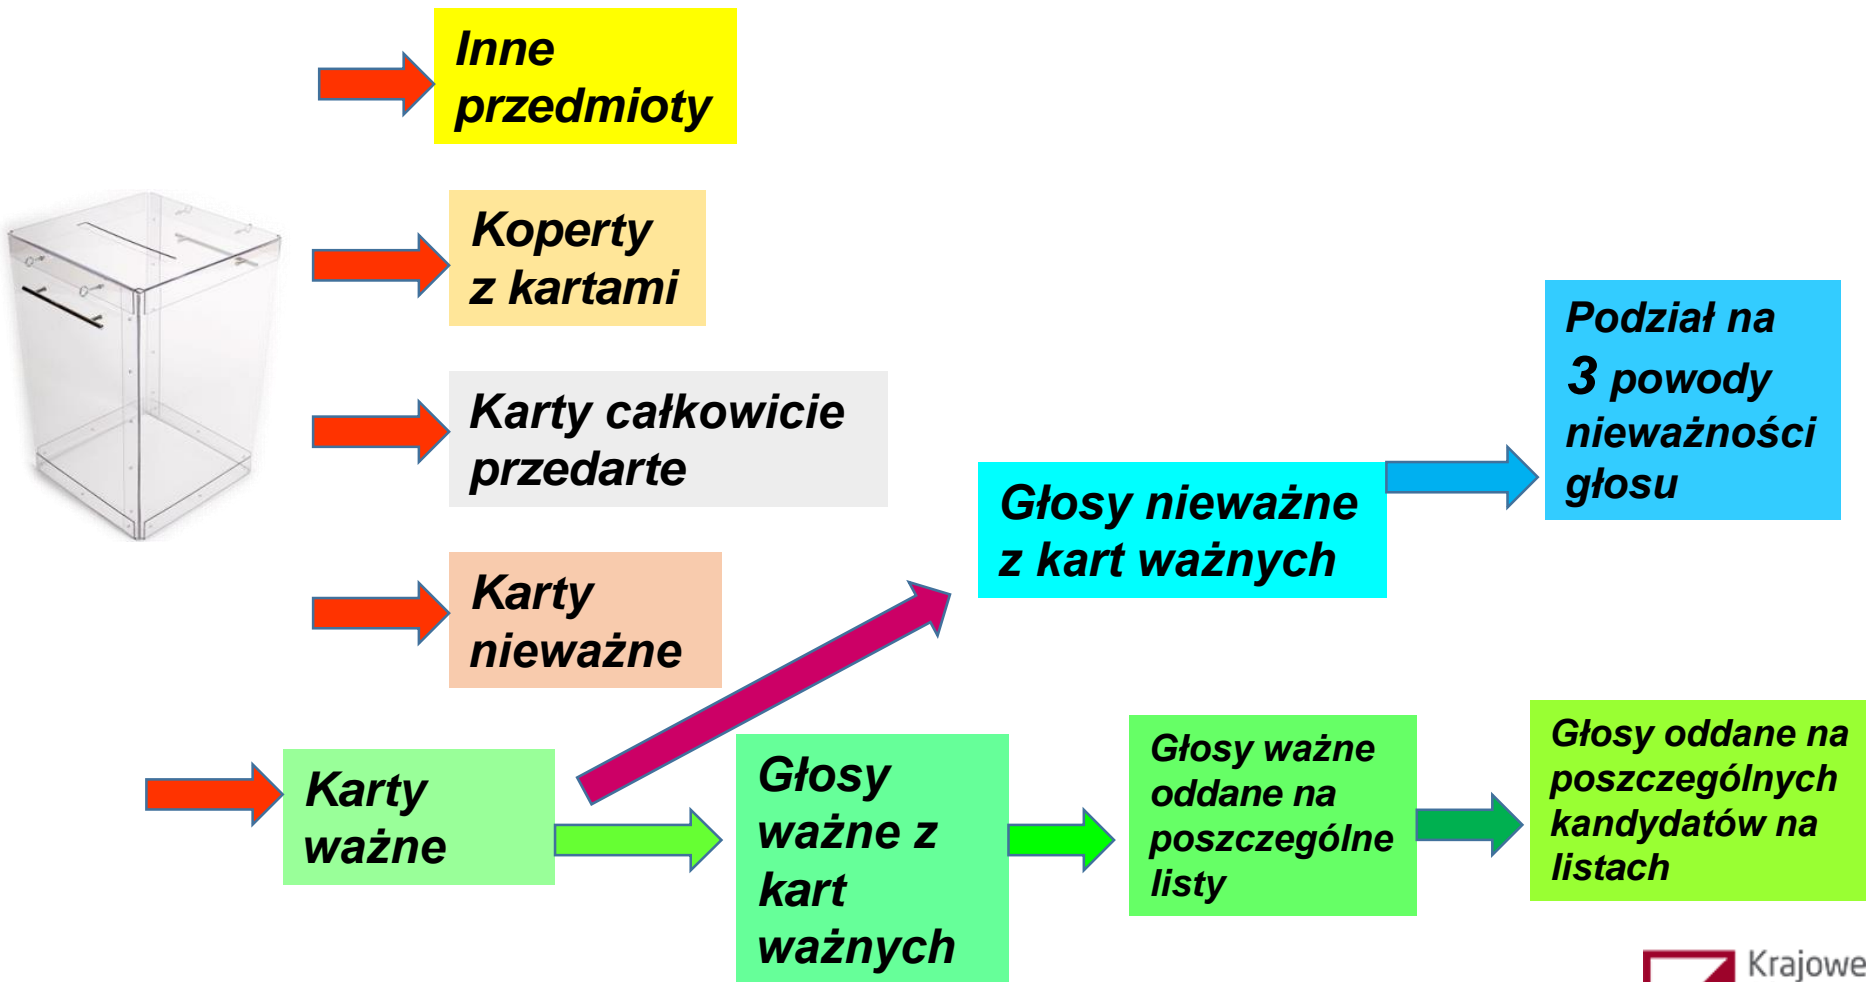 Inne
przedmioty
Koperty
z kartami
Karty całkowicie
przedarte
Karty
nieważne
Głosy nieważne
z kart ważnych
Podział na
3 powody
nieważności
głosu
Karty
ważne
Głosy
ważne z
kart
ważnych
Głosy ważne
oddane na
poszczególne
listy
Głosy oddane na
poszczególnych
kandydatów na
listach
Krajowe